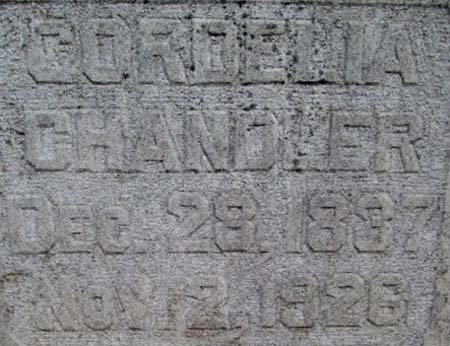 CORDELIA
CHANDLER
DEC. 28, 1837
NOV. 2, 1926